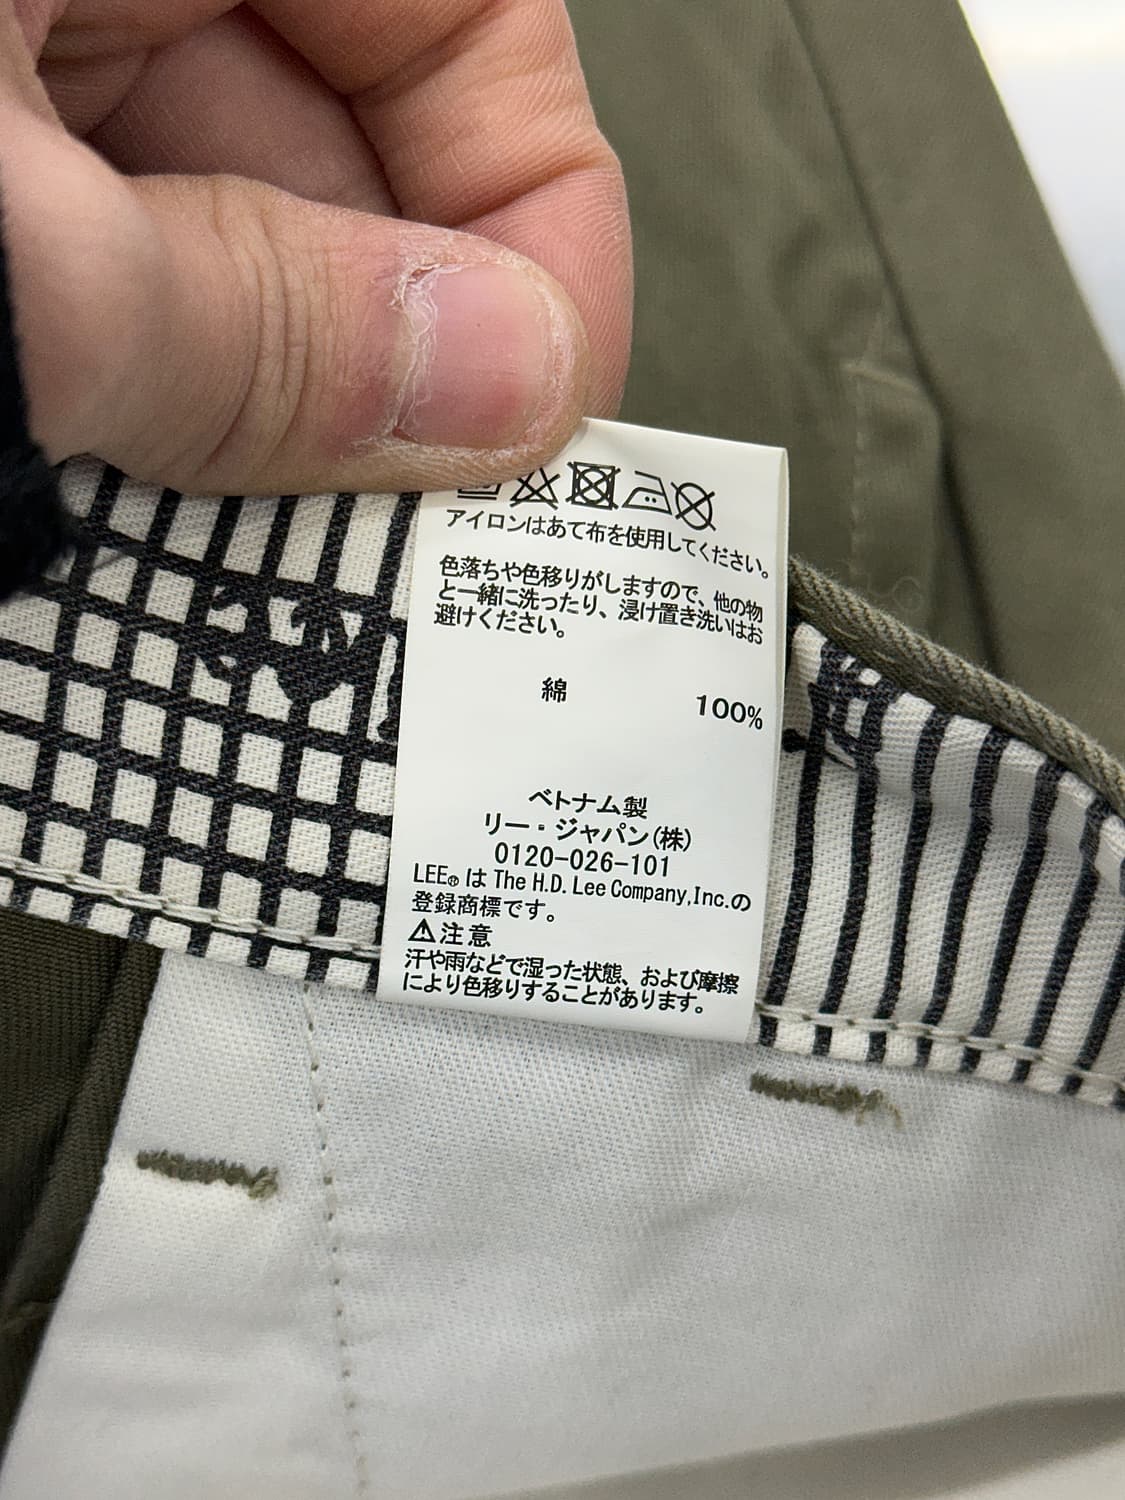 アイロンはあて布を使用してください。
色落ちや色移りがしますので、他の物
と一緒に洗ったり、浸け置き洗いはお
避けください。
綿 100%
ベトナム製
リー・ジャパン(株)
0120-026-101
LEE® は The H.D. Lee Company,Inc.の
登録商標です。
⚠注意
汗や雨などで湿った状態、および摩擦
により色移りすることがあります。